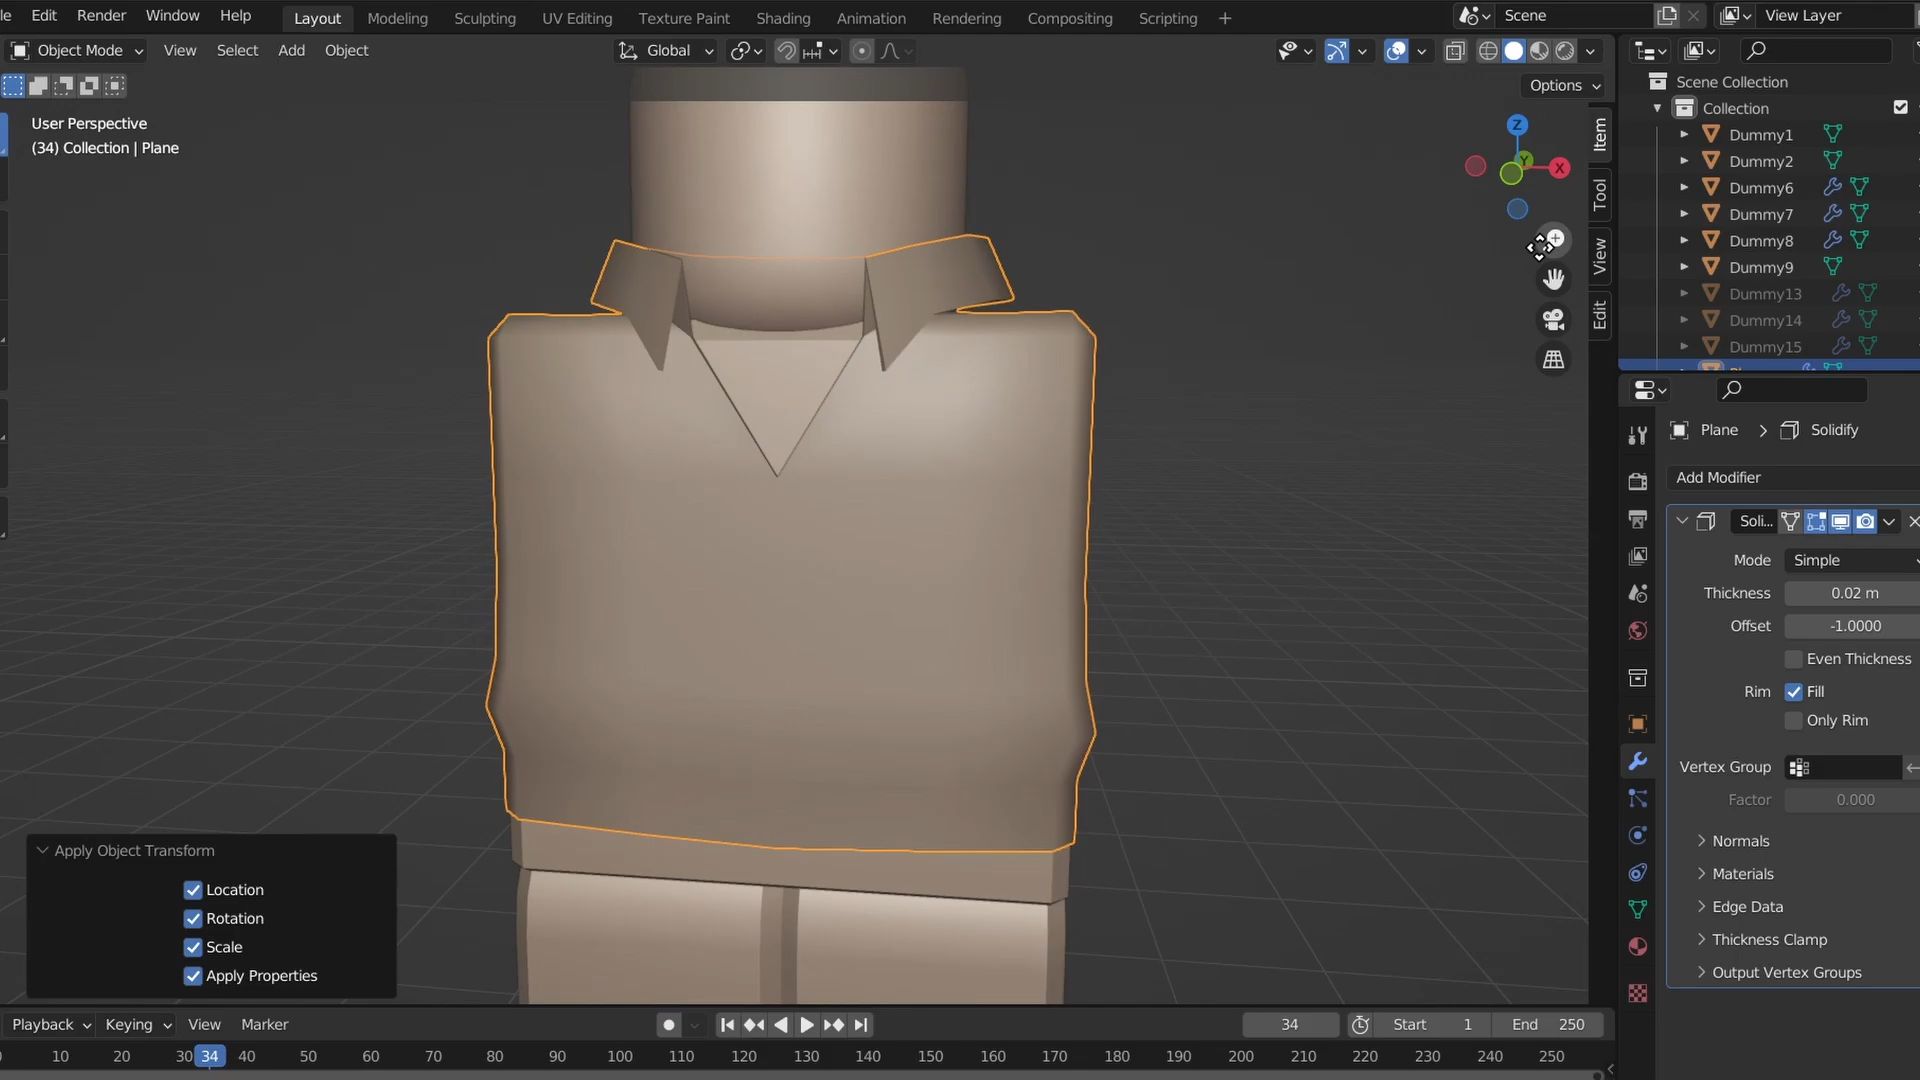 Edit Render Window Help Layout Modeling Sculpting UV Editing Texture Paint Shading Animation Rendering Compositing Scripting + Scene View Layer
Object Mode View Select Add Object Global
Options
User Perspective
(34) Collection | Plane
Z
Y
X
Item
Tool
View
Edit
Scene Collection
Collection
Dummy1
Dummy2
Dummy6
Dummy7
Dummy8
Dummy9
Dummy13
Dummy14
Dummy15
Plane > Solidify
Add Modifier
Soli...
Mode Simple
Thickness 0.02 m
Offset -1.0000
Even Thickness
Rim Fill
Only Rim
Vertex Group
Factor 0.000
Normals
Materials
Edge Data
Thickness Clamp
Output Vertex Groups
Apply Object Transform
Location
Rotation
Scale
Apply Properties
Playback Keying View Marker 34 Start 1 End 250
10 20 30 34 40 50 60 70 80 90 100 110 120 130 140 150 160 170 180 190 200 210 220 230 240 250